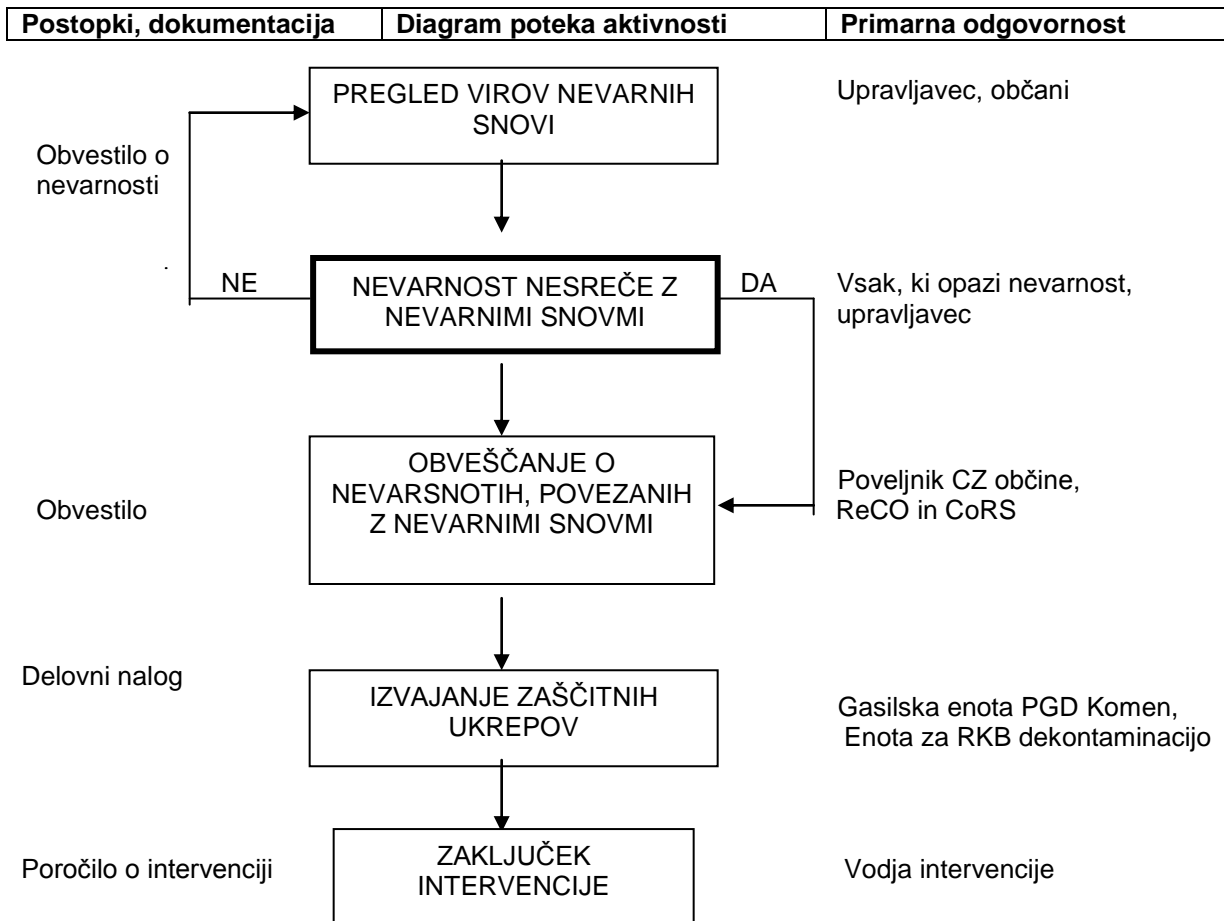 Postopki, dokumentacija
Diagram poteka aktivnosti
Primarna odgovornost
PREGLED VIROV NEVARNIH
SNOVI
Upravljavec, občani
Obvestilo o
nevarnosti
.
NE
NEVARNOST NESREČE Z
NEVARNIMI SNOVMI
DA
Vsak, ki opazi nevarnost,
upravljavec
Obvestilo
OBVEŠČANJE O
NEVARSNOTIH, POVEZANIH
Z NEVARNIMI SNOVMI
Poveljnik CZ občine,
ReCO in CoRS
Delovni nalog
IZVAJANJE ZAŠČITNIH
UKREPOV
Gasilska enota PGD Komen,
Enota za RKB dekontaminacijo
Poročilo o intervenciji
ZAKLJUČEK
INTERVENCIJE
Vodja intervencije